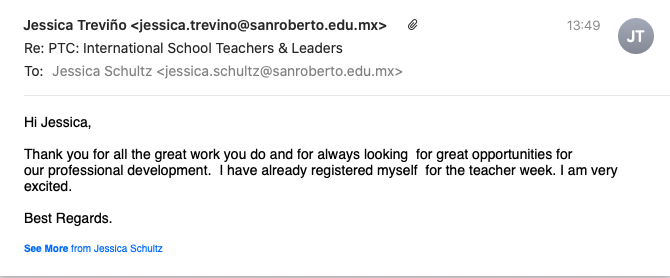 Jessica Treviño <jessica.trevino@sanroberto.edu.mx>
13:49
Re: PTC: International School Teachers & Leaders
JT
To: Jessica Schultz <jessica.schultz@sanroberto.edu.mx>
Hi Jessica,
Thank you for all the great work you do and for always looking  for great opportunities for
our professional development.  I have already registered myself  for the teacher week. I am very
excited.
Best Regards.
See More from Jessica Schultz